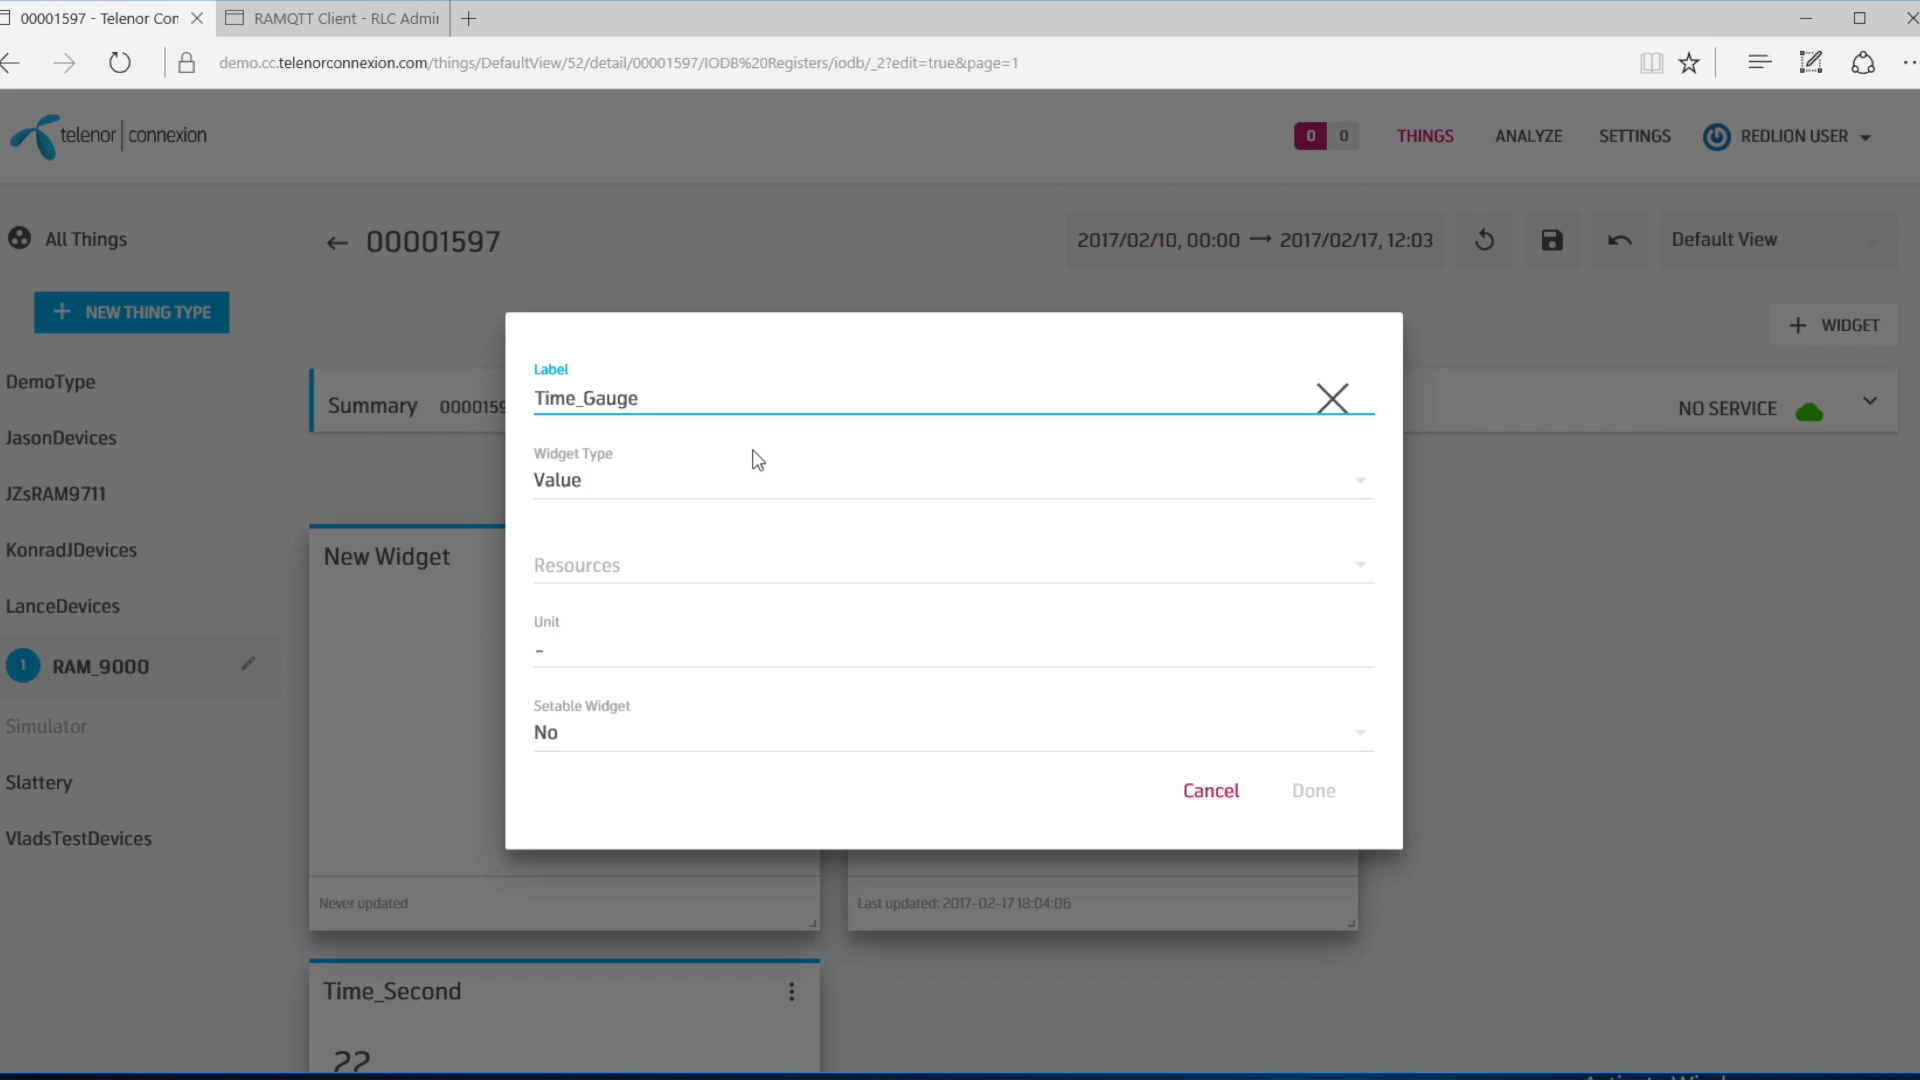 00001597 - Telenor Con
RAMQTT Client - RLC Admir
demo.cc.telenorconnexion.com/things/DefaultView/52/detail/00001597/IODB%20Registers/iodb/_2?edit=true&page=1
telenor | connexion
0 0 THINGS ANALYZE SETTINGS REDLION USER
All Things
00001597
2017/02/10, 00:00 → 2017/02/17, 12:03
Default View
+ NEW THING TYPE
+ WIDGET
DemoType
JasonDevices
JZsRAM9711
KonradJDevices
LanceDevices
1 RAM_9000
Simulator
Slattery
VladsTestDevices
Summary 0000159
NO SERVICE
Label
Time_Gauge
Widget Type
Value
Resources
Unit
-
Setable Widget
No
Cancel Done
New Widget
Never updated
Last updated: 2017-02-17 18:04:06
Time_Second
22